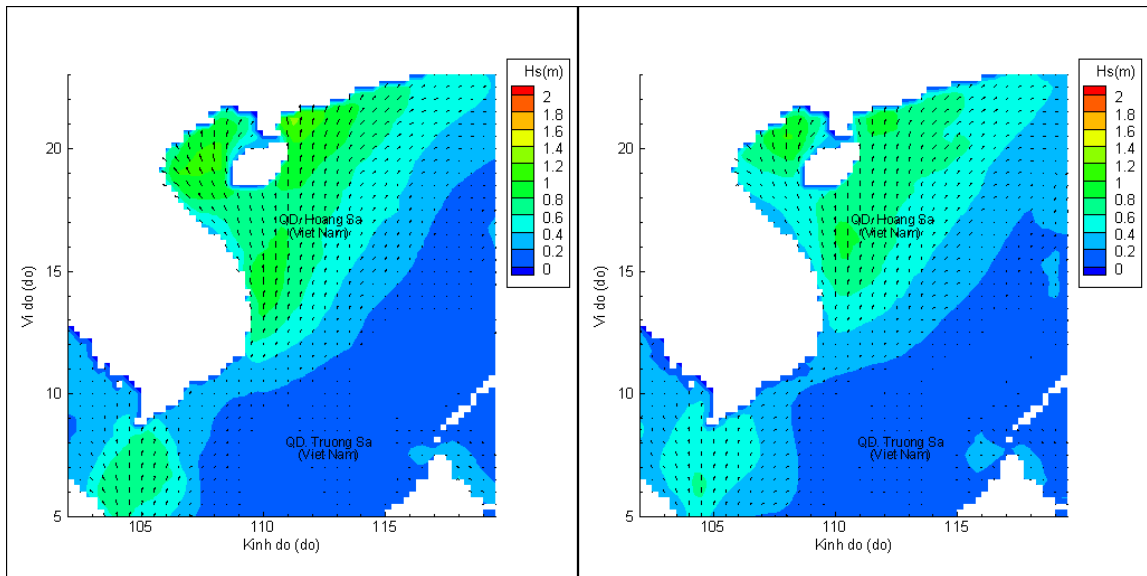 Hs(m)
2
1.8
1.6
1.4
1.2
1
0.8
0.6
0.4
0.2
0
20
15
10
5
Vi do (do)
QD. Hoang Sa
(Viet Nam)
QD. Truong Sa
(Viet Nam)
105
110
115
Kinh do (do)
Hs(m)
2
1.8
1.6
1.4
1.2
1
0.8
0.6
0.4
0.2
0
20
15
10
5
Vi do (do)
QD. Hoang Sa
(Viet Nam)
QD. Truong Sa
(Viet Nam)
105
110
115
Kinh do (do)